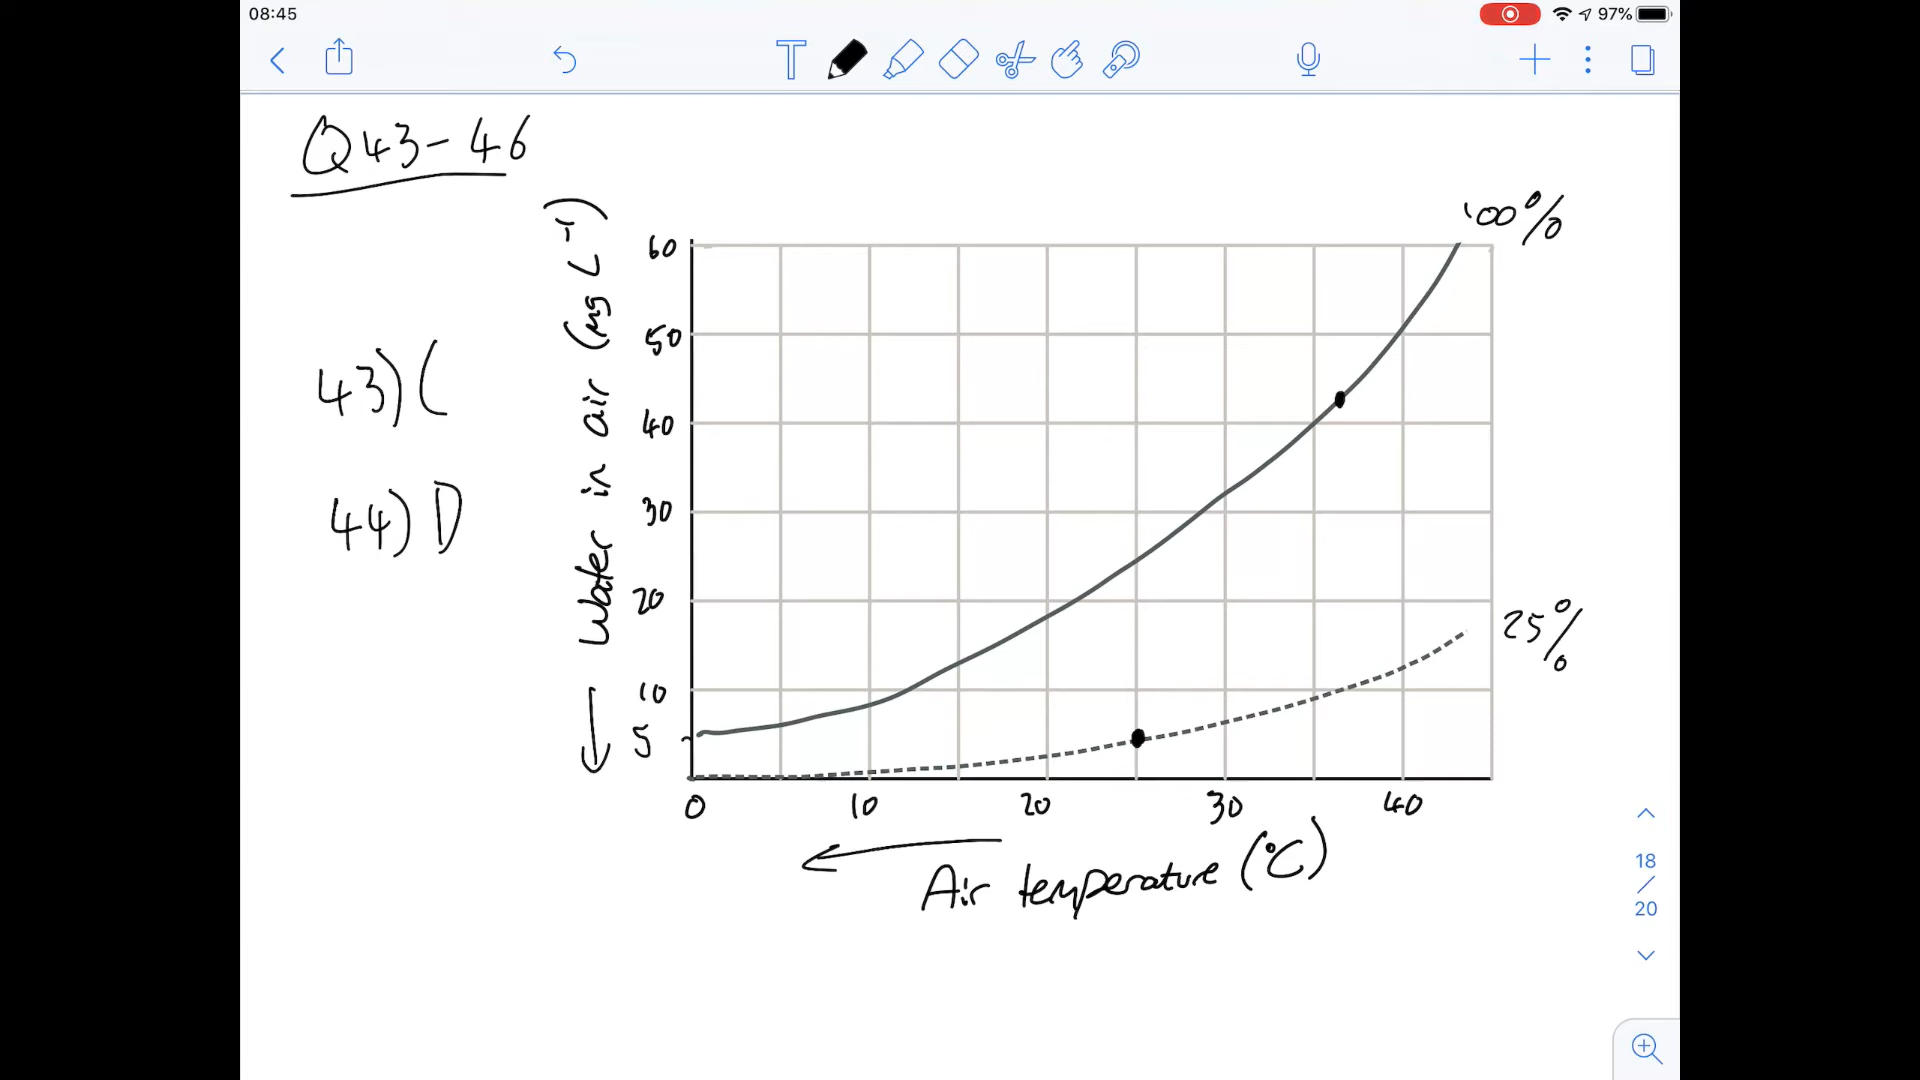 08:45
97%
T
Q43-46
43) C
44) D
Water in air (mg L⁻¹)
100%
25%
60
50
40
30
20
10
5
0 10 20 30 40
Air temperature (°C)
18
/
20